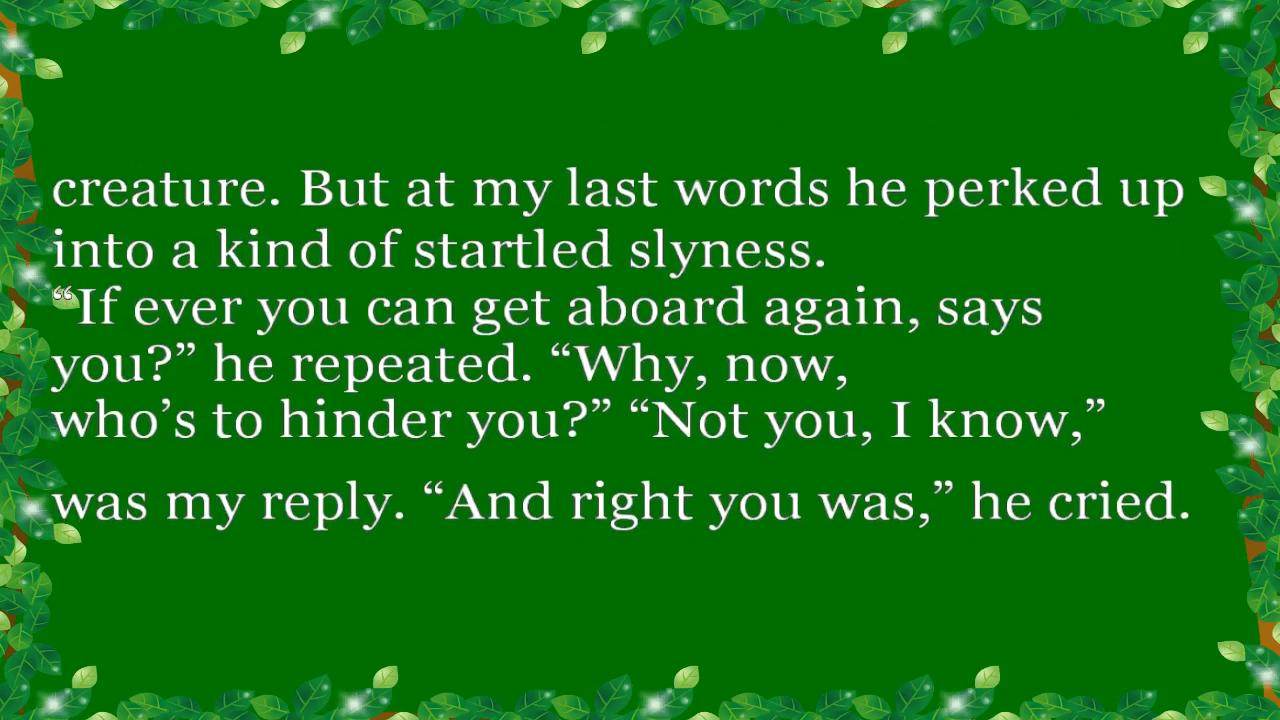 creature. But at my last words he perked up
into a kind of startled slyness.
“If ever you can get aboard again, says
you?” he repeated. “Why, now,
who’s to hinder you?” “Not you, I know,”
was my reply. “And right you was,” he cried.